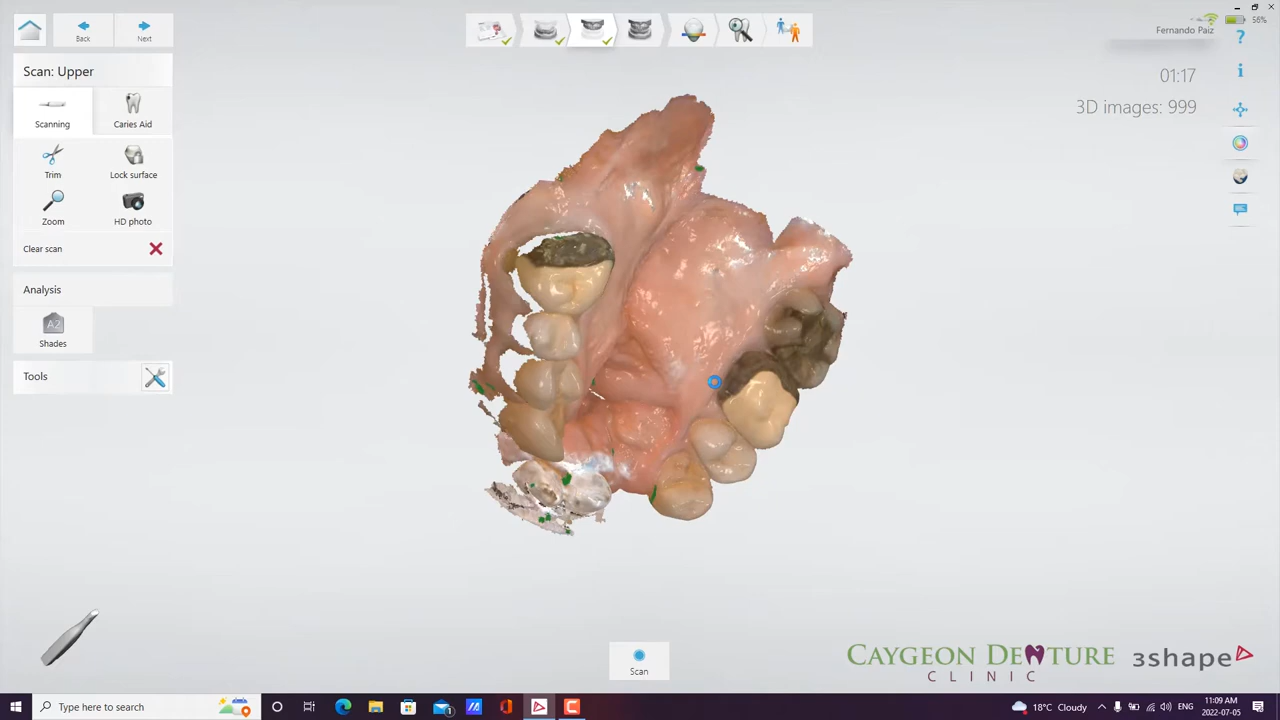 Back
Next
Fernando Paiz
56%
Scan: Upper
Scanning
Caries Aid
Trim
Lock surface
Zoom
HD photo
Clear scan
Analysis
A2
Shades
Tools
01:17
3D images: 999
Scan
CAYGEON DENTURE
CLINIC
3shape
Type here to search
18°C Cloudy
ENG
11:09 AM
2022-07-05